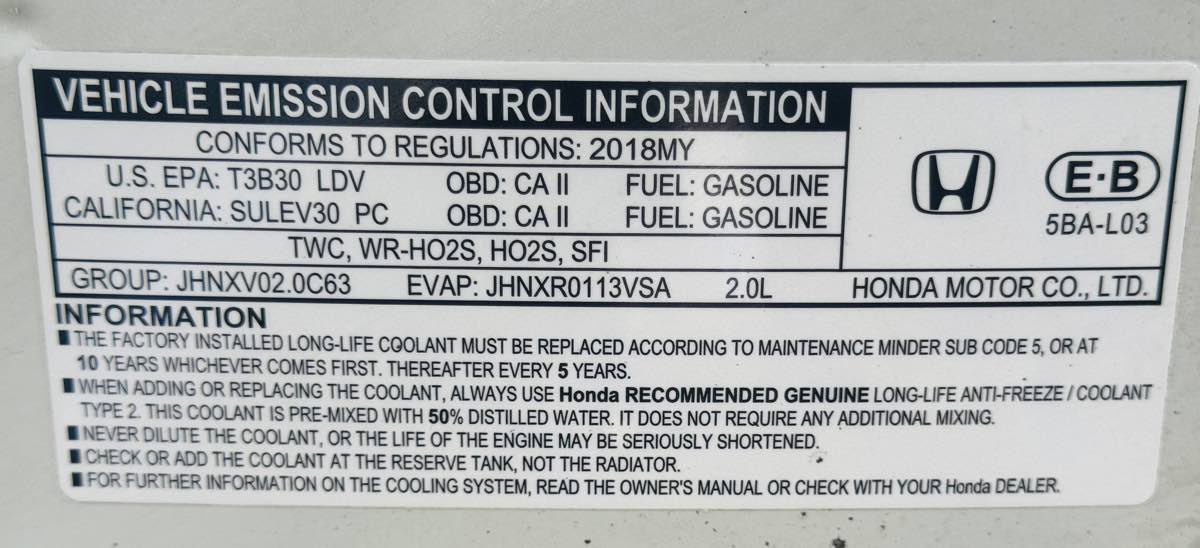 VEHICLE EMISSION CONTROL INFORMATION
CONFORMS TO REGULATIONS: 2018MY
U.S. EPA: T3B30 LDV OBD: CA II FUEL: GASOLINE
CALIFORNIA: SULEV30 PC OBD: CA II FUEL: GASOLINE
TWC, WR-HO2S, HO2S, SFI
E·B
5BA-L03
GROUP: JHNXV02.0C63 EVAP: JHNXR0113VSA 2.0L HONDA MOTOR CO., LTD.
INFORMATION
■ THE FACTORY INSTALLED LONG-LIFE COOLANT MUST BE REPLACED ACCORDING TO MAINTENANCE MINDER SUB CODE 5, OR AT
10 YEARS WHICHEVER COMES FIRST. THEREAFTER EVERY 5 YEARS.
■ WHEN ADDING OR REPLACING THE COOLANT, ALWAYS USE Honda RECOMMENDED GENUINE LONG-LIFE ANTI-FREEZE / COOLANT
TYPE 2. THIS COOLANT IS PRE-MIXED WITH 50% DISTILLED WATER. IT DOES NOT REQUIRE ANY ADDITIONAL MIXING.
■ NEVER DILUTE THE COOLANT, OR THE LIFE OF THE ENGINE MAY BE SERIOUSLY SHORTENED.
■ CHECK OR ADD THE COOLANT AT THE RESERVE TANK, NOT THE RADIATOR.
■ FOR FURTHER INFORMATION ON THE COOLING SYSTEM, READ THE OWNER'S MANUAL OR CHECK WITH YOUR Honda DEALER.